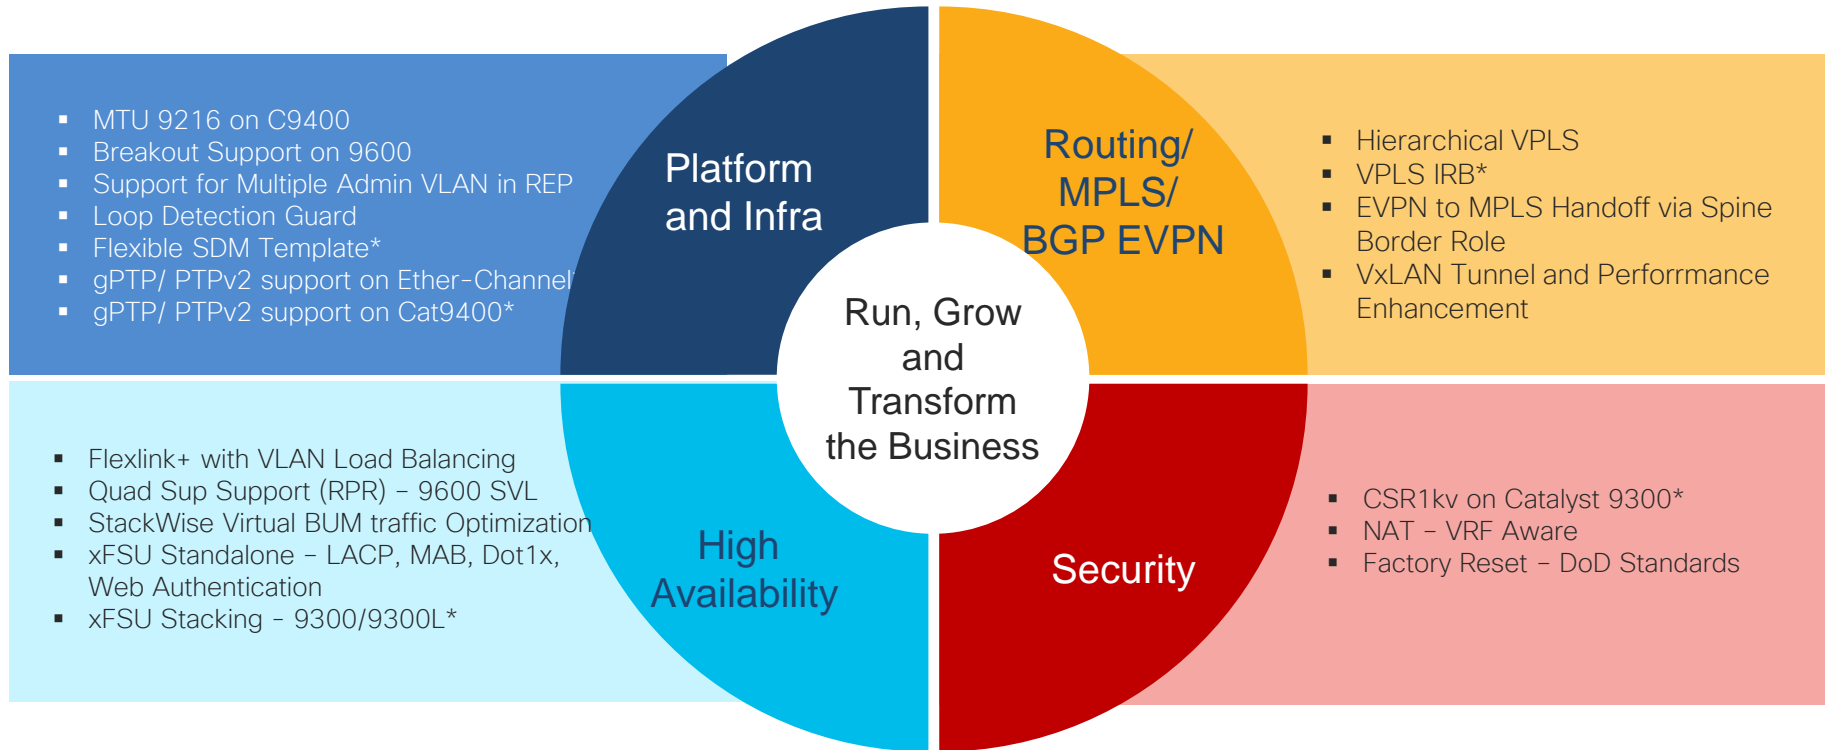 ▪ MTU 9216 on C9400
▪ Breakout Support on 9600
▪ Support for Multiple Admin VLAN in REP
▪ Loop Detection Guard
▪ Flexible SDM Template*
▪ gPTP/ PTPv2 support on Ether-Channel
▪ gPTP/ PTPv2 support on Cat9400*
Platform
and Infra
Routing/
MPLS/
BGP EVPN
▪ Hierarchical VPLS
▪ VPLS IRB*
▪ EVPN to MPLS Handoff via Spine
Border Role
▪ VxLAN Tunnel and Perforrmance
Enhancement
Run, Grow
and
Transform
the Business
▪ Flexlink+ with VLAN Load Balancing
▪ Quad Sup Support (RPR) – 9600 SVL
▪ StackWise Virtual BUM traffic Optimization
▪ xFSU Standalone – LACP, MAB, Dot1x,
Web Authentication
▪ xFSU Stacking - 9300/9300L*
High
Availability
Security
▪ CSR1kv on Catalyst 9300*
▪ NAT – VRF Aware
▪ Factory Reset – DoD Standards